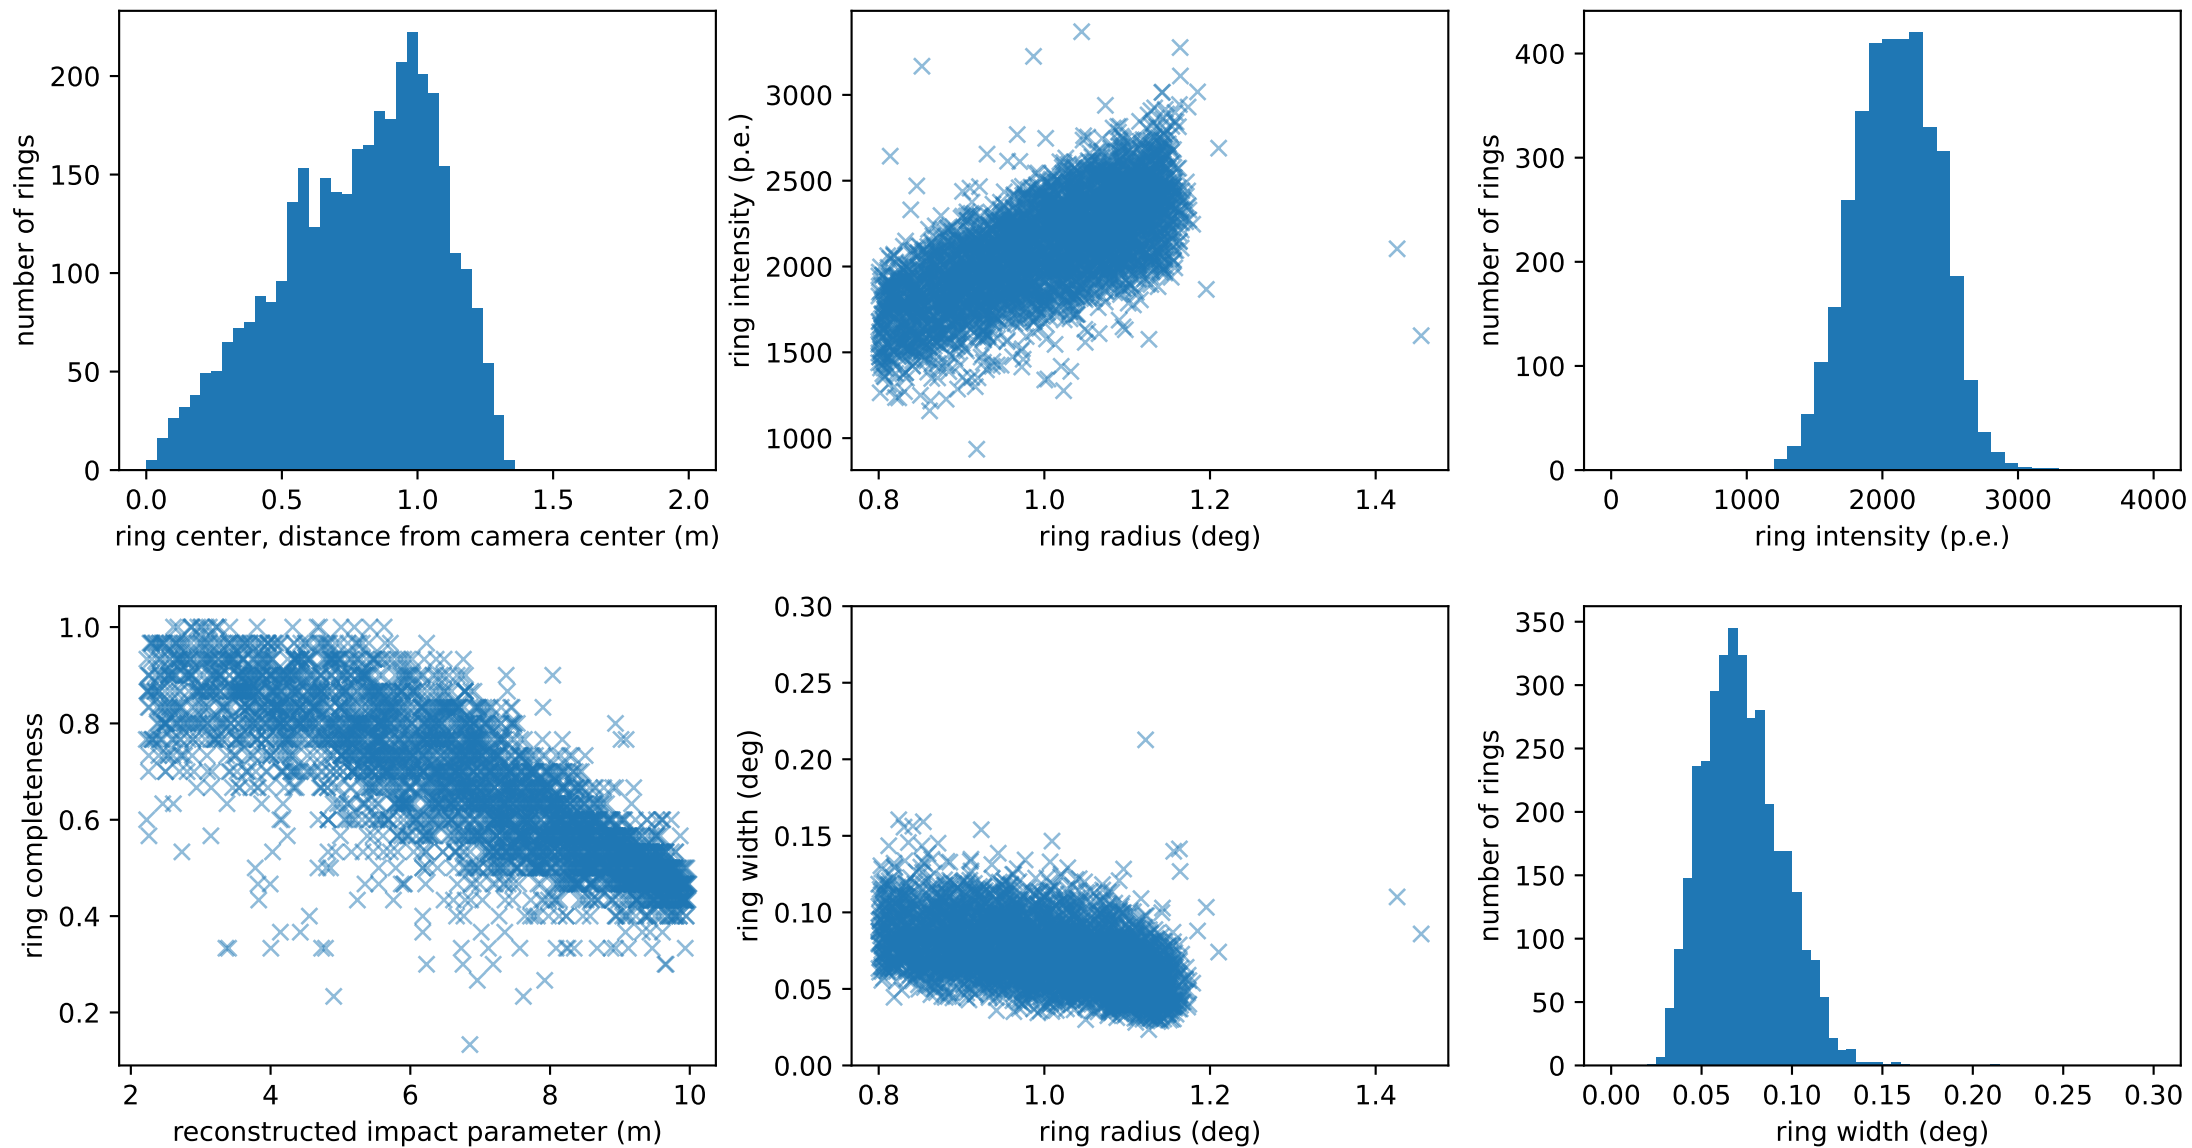 200
150
100
50
0
number of rings
0.0 0.5 1.0 1.5 2.0
ring center, distance from camera center (m)
3000
2500
2000
1500
1000
ring intensity (p.e.)
0.8 1.0 1.2 1.4
ring radius (deg)
400
300
200
100
0
number of rings
0 1000 2000 3000 4000
ring intensity (p.e.)
1.0
0.8
0.6
0.4
0.2
ring completeness
2 4 6 8 10
reconstructed impact parameter (m)
0.30
0.25
0.20
0.15
0.10
0.05
0.00
ring width (deg)
0.8 1.0 1.2 1.4
ring radius (deg)
350
300
250
200
150
100
50
0
number of rings
0.00 0.05 0.10 0.15 0.20 0.25 0.30
ring width (deg)